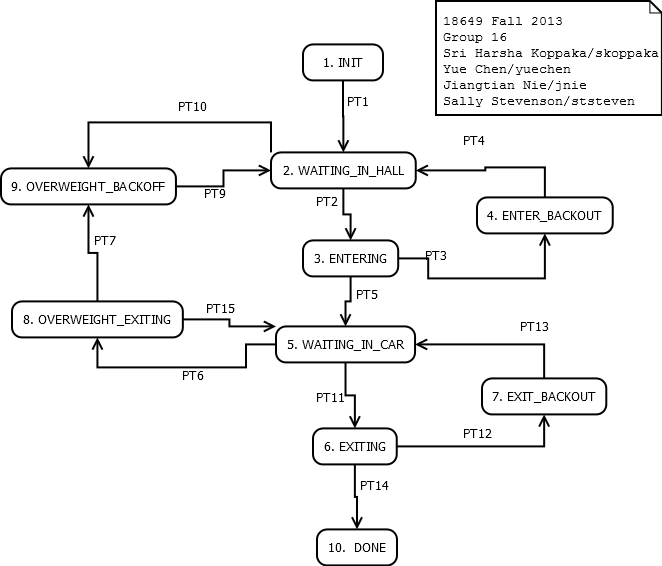 18649 Fall 2013
Group 16
Sri Harsha Koppaka/skoppaka
Yue Chen/yuechen
Jiangtian Nie/jnie
Sally Stevenson/ststeven
1. INIT
PT1
PT10
PT4
2. WAITING_IN_HALL
9. OVERWEIGHT_BACKOFF
PT9
PT2
4. ENTER_BACKOUT
PT7
3. ENTERING
PT3
PT5
PT15
8. OVERWEIGHT_EXITING
PT13
5. WAITING_IN_CAR
PT6
PT11
7. EXIT_BACKOUT
PT12
6. EXITING
PT14
10. DONE